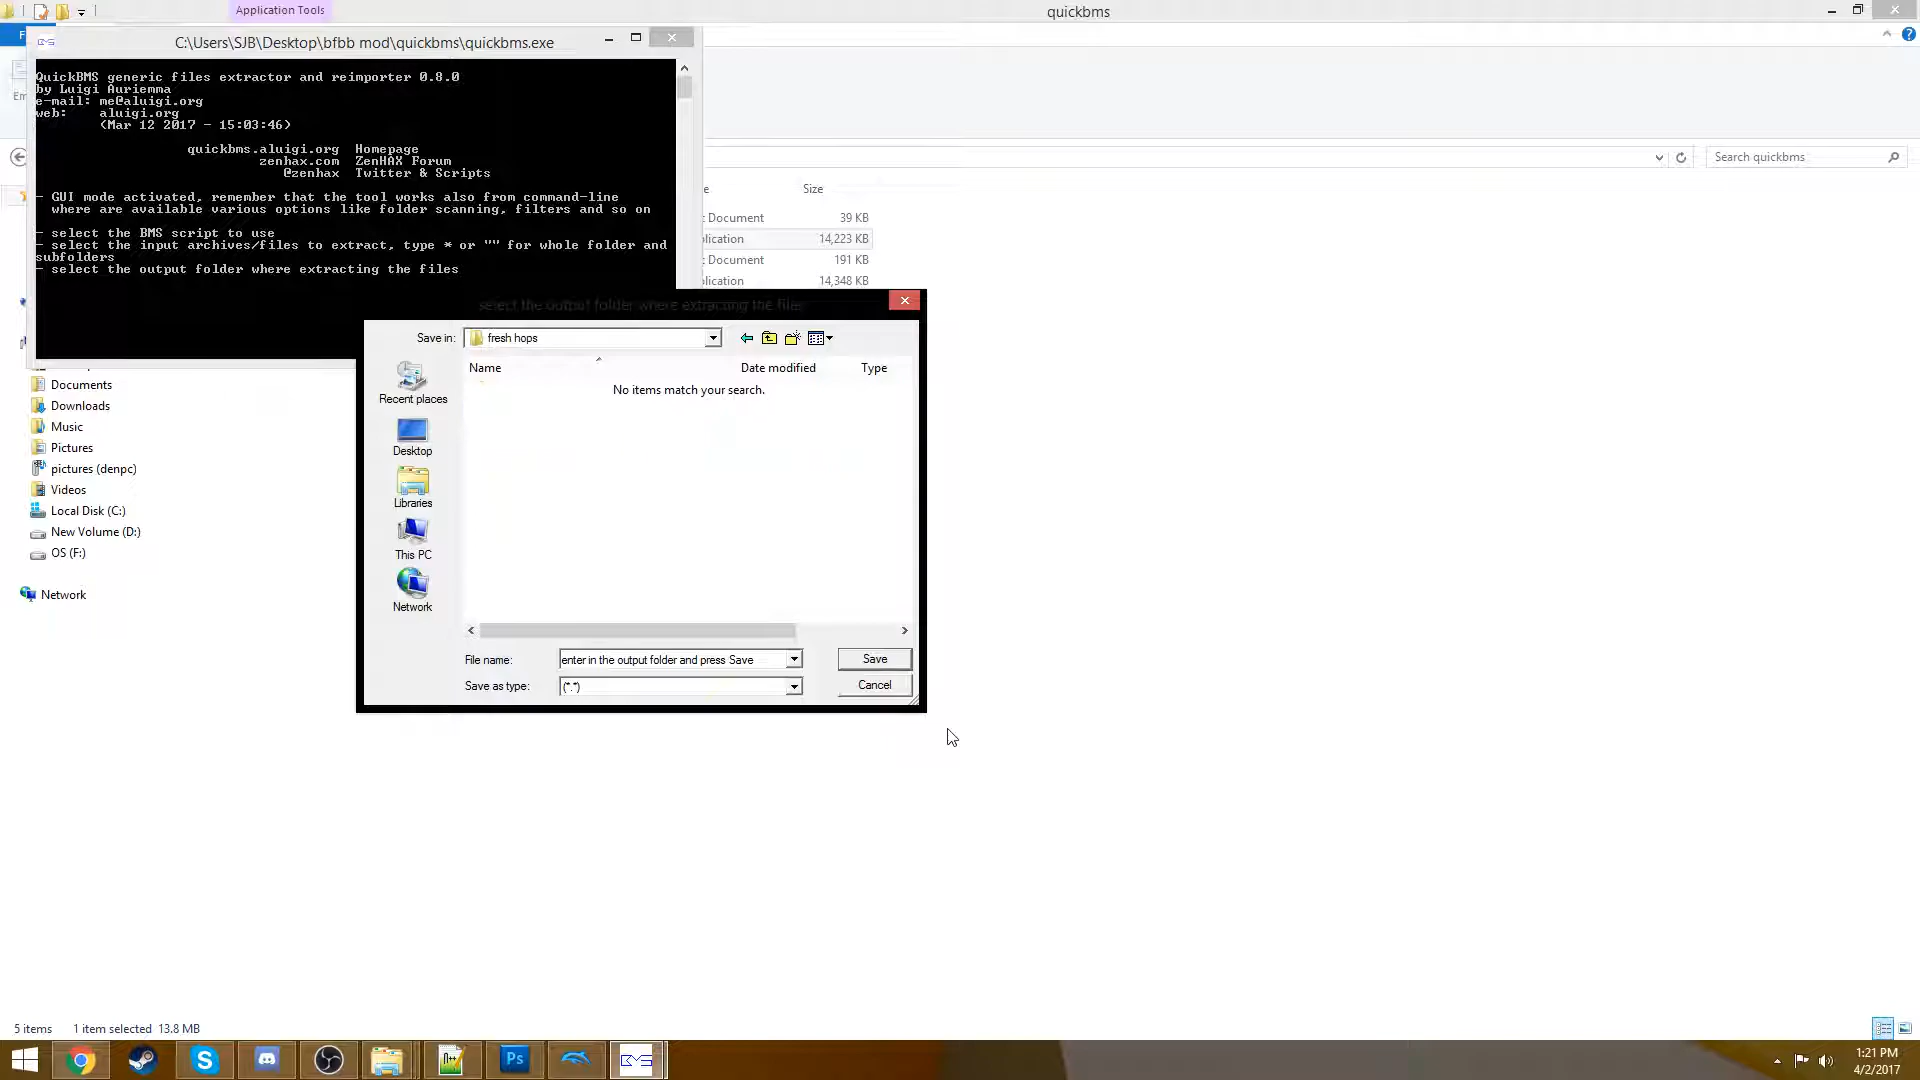 Application Tools
quickbms
C:\Users\SJB\Desktop\bfbb mod\quickbms\quickbms.exe
QuickBMS generic files extractor and reimporter 0.8.0
by Luigi Auriemma
e-mail: me@aluigi.org
web: aluigi.org
(Mar 12 2017 - 15:03:46)
quickbms.aluigi.org Homepage
zenhax.com ZenHAX Forum
@zenhax Twitter & Scripts
- GUI mode activated, remember that the tool works also from command-line
where are available various options like folder scanning, filters and so on
- select the BMS script to use
- select the input archives/files to extract, type * or "" for whole folder and
subfolders
- select the output folder where extracting the files
Search quickbms
Size
Document 39 KB
lication 14,223 KB
Document 191 KB
lication 14,348 KB
select the output folder where extracting the files
Save in: fresh hops
Name Date modified Type
No items match your search.
Recent places
Desktop
Libraries
This PC
Network
File name: enter in the output folder and press Save
Save
Save as type: (*.*)
Cancel
Documents
Downloads
Music
Pictures
pictures (denpc)
Videos
Local Disk (C:)
New Volume (D:)
OS (F:)
Network
5 items 1 item selected 13.8 MB
Ps
1:21 PM
4/2/2017